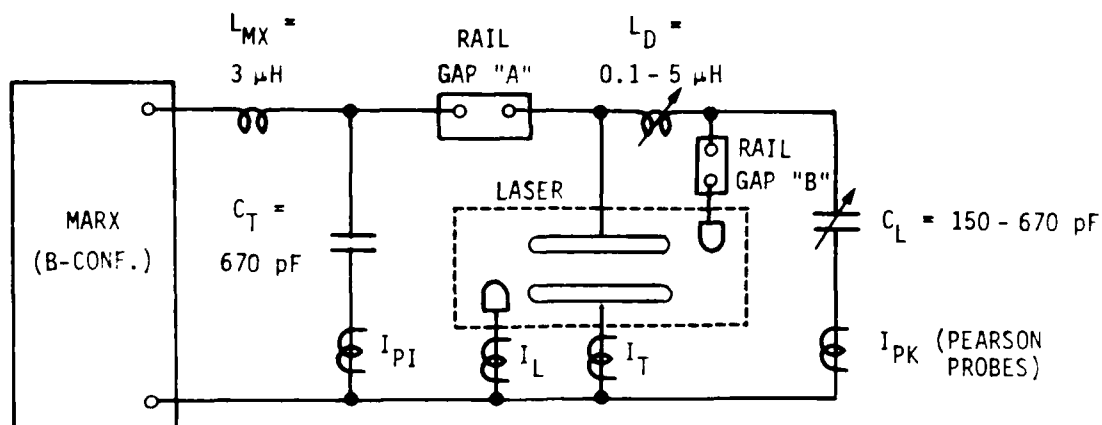 L_MX =
3 µH
RAIL
GAP "A"
L_D =
0.1 - 5 µH
RAIL
GAP "B"
LASER
MARX
(B-CONF.)
C_T =
670 pF
C_L = 150 - 670 pF
I_PI
I_L
I_T
I_PK (PEARSON
PROBES)